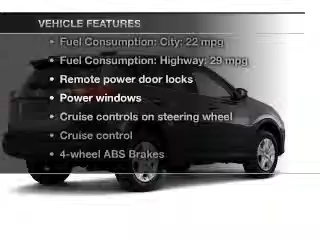 VEHICLE FEATURES
• Fuel Consumption: City: 22 mpg
• Fuel Consumption: Highway: 29 mpg
• Remote power door locks
• Power windows
• Cruise controls on steering wheel
• Cruise control
• 4-wheel ABS Brakes